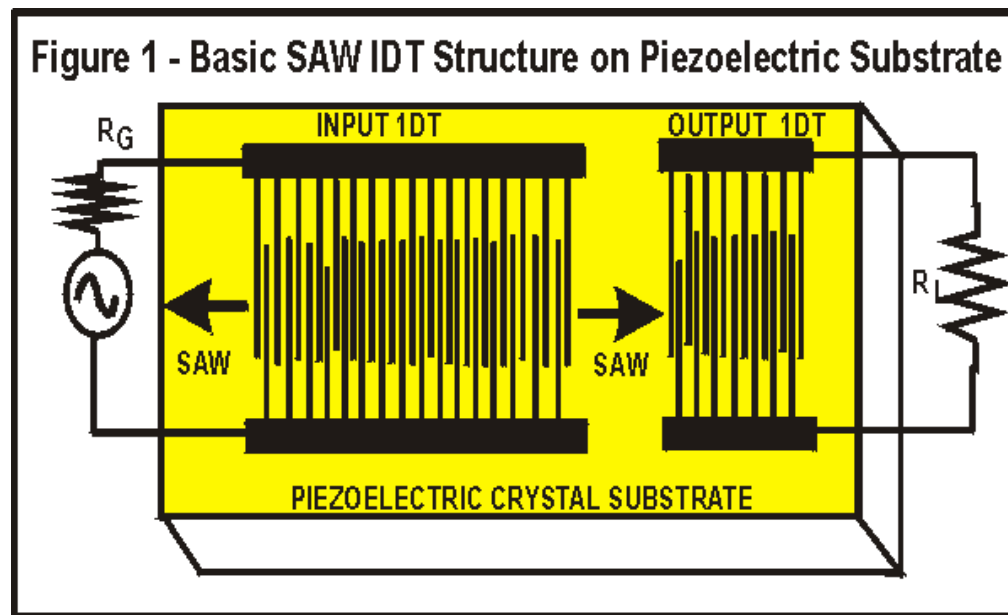 Figure 1 - Basic SAW IDT Structure on Piezoelectric Substrate
RG
INPUT 1DT
OUTPUT 1DT
SAW
SAW
RL
PIEZOELECTRIC CRYSTAL SUBSTRATE